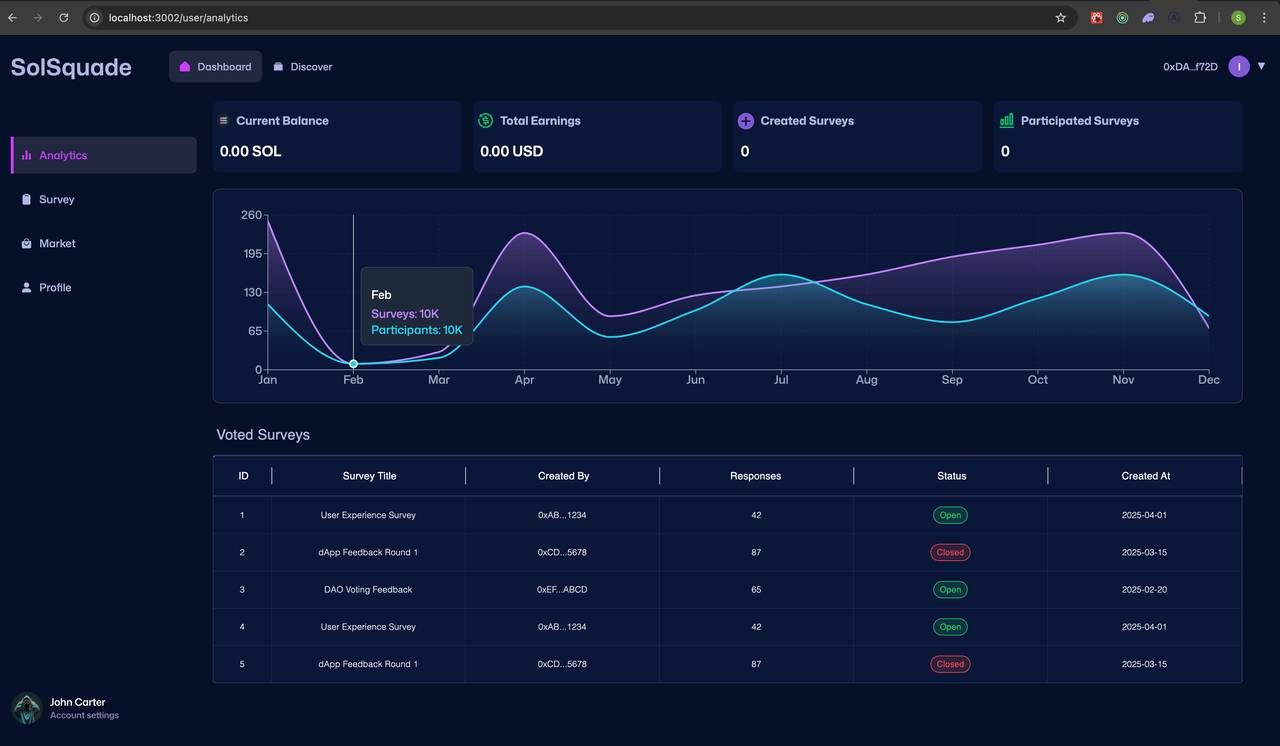 localhost:3002/user/analytics
S
SolSquade
Dashboard
Discover
0xDA...f72D
I
Analytics
Survey
Market
Profile
Current Balance
0.00 SOL
Total Earnings
0.00 USD
Created Surveys
0
Participated Surveys
0
260
195
130
65
0
Feb
Surveys: 10K
Participants: 10K
Jan Feb Mar Apr May Jun Jul Aug Sep Oct Nov Dec
Voted Surveys
ID Survey Title Created By Responses Status Created At
1 User Experience Survey 0xAB...1234 42 Open 2025-04-01
2 dApp Feedback Round 1 0xCD...5678 87 Closed 2025-03-15
3 DAO Voting Feedback 0xEF...ABCD 65 Open 2025-02-20
4 User Experience Survey 0xAB...1234 42 Open 2025-04-01
5 dApp Feedback Round 1 0xCD...5678 87 Closed 2025-03-15
John Carter
Account settings